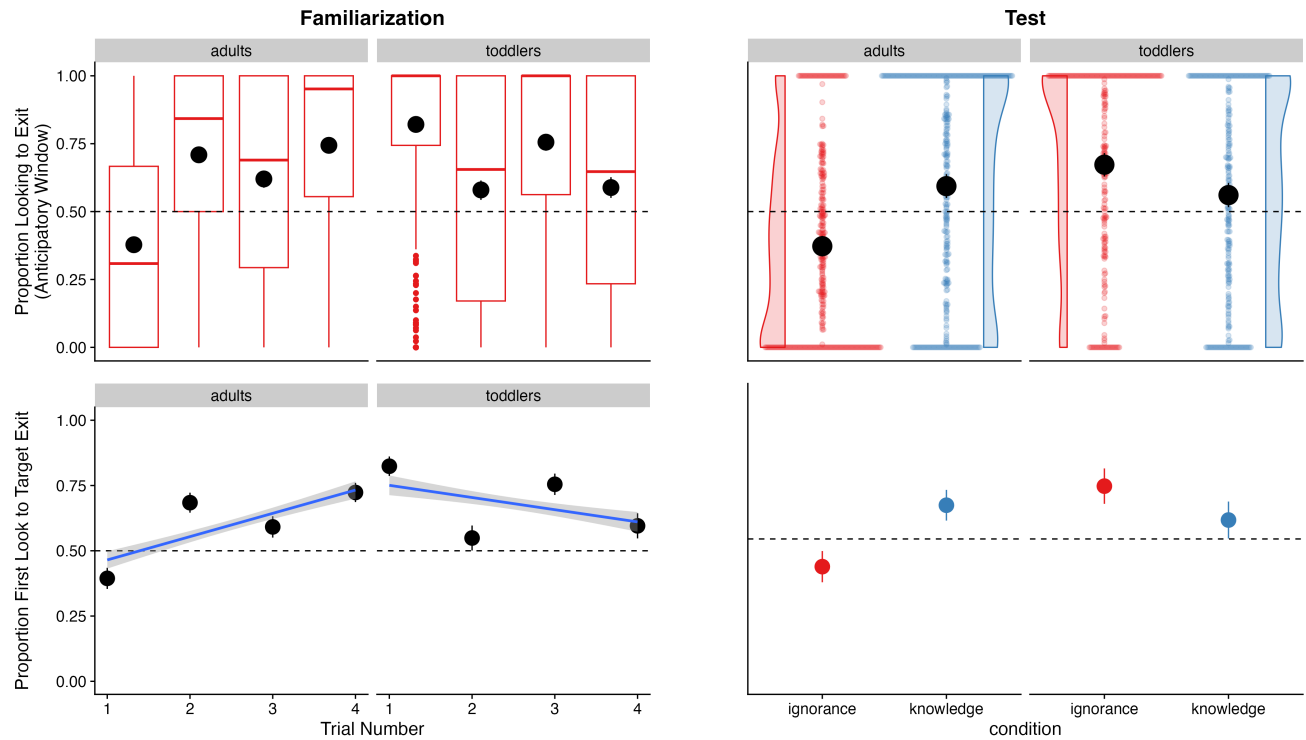 Familiarization
Test
adults
toddlers
adults
toddlers
Proportion Looking to Exit
(Anticipatory Window)
1.00
0.75
0.50
0.25
0.00
adults
toddlers
Proportion First Look to Target Exit
1.00
0.75
0.50
0.25
0.00
1
2
3
4
1
2
3
4
Trial Number
ignorance
knowledge
ignorance
knowledge
condition